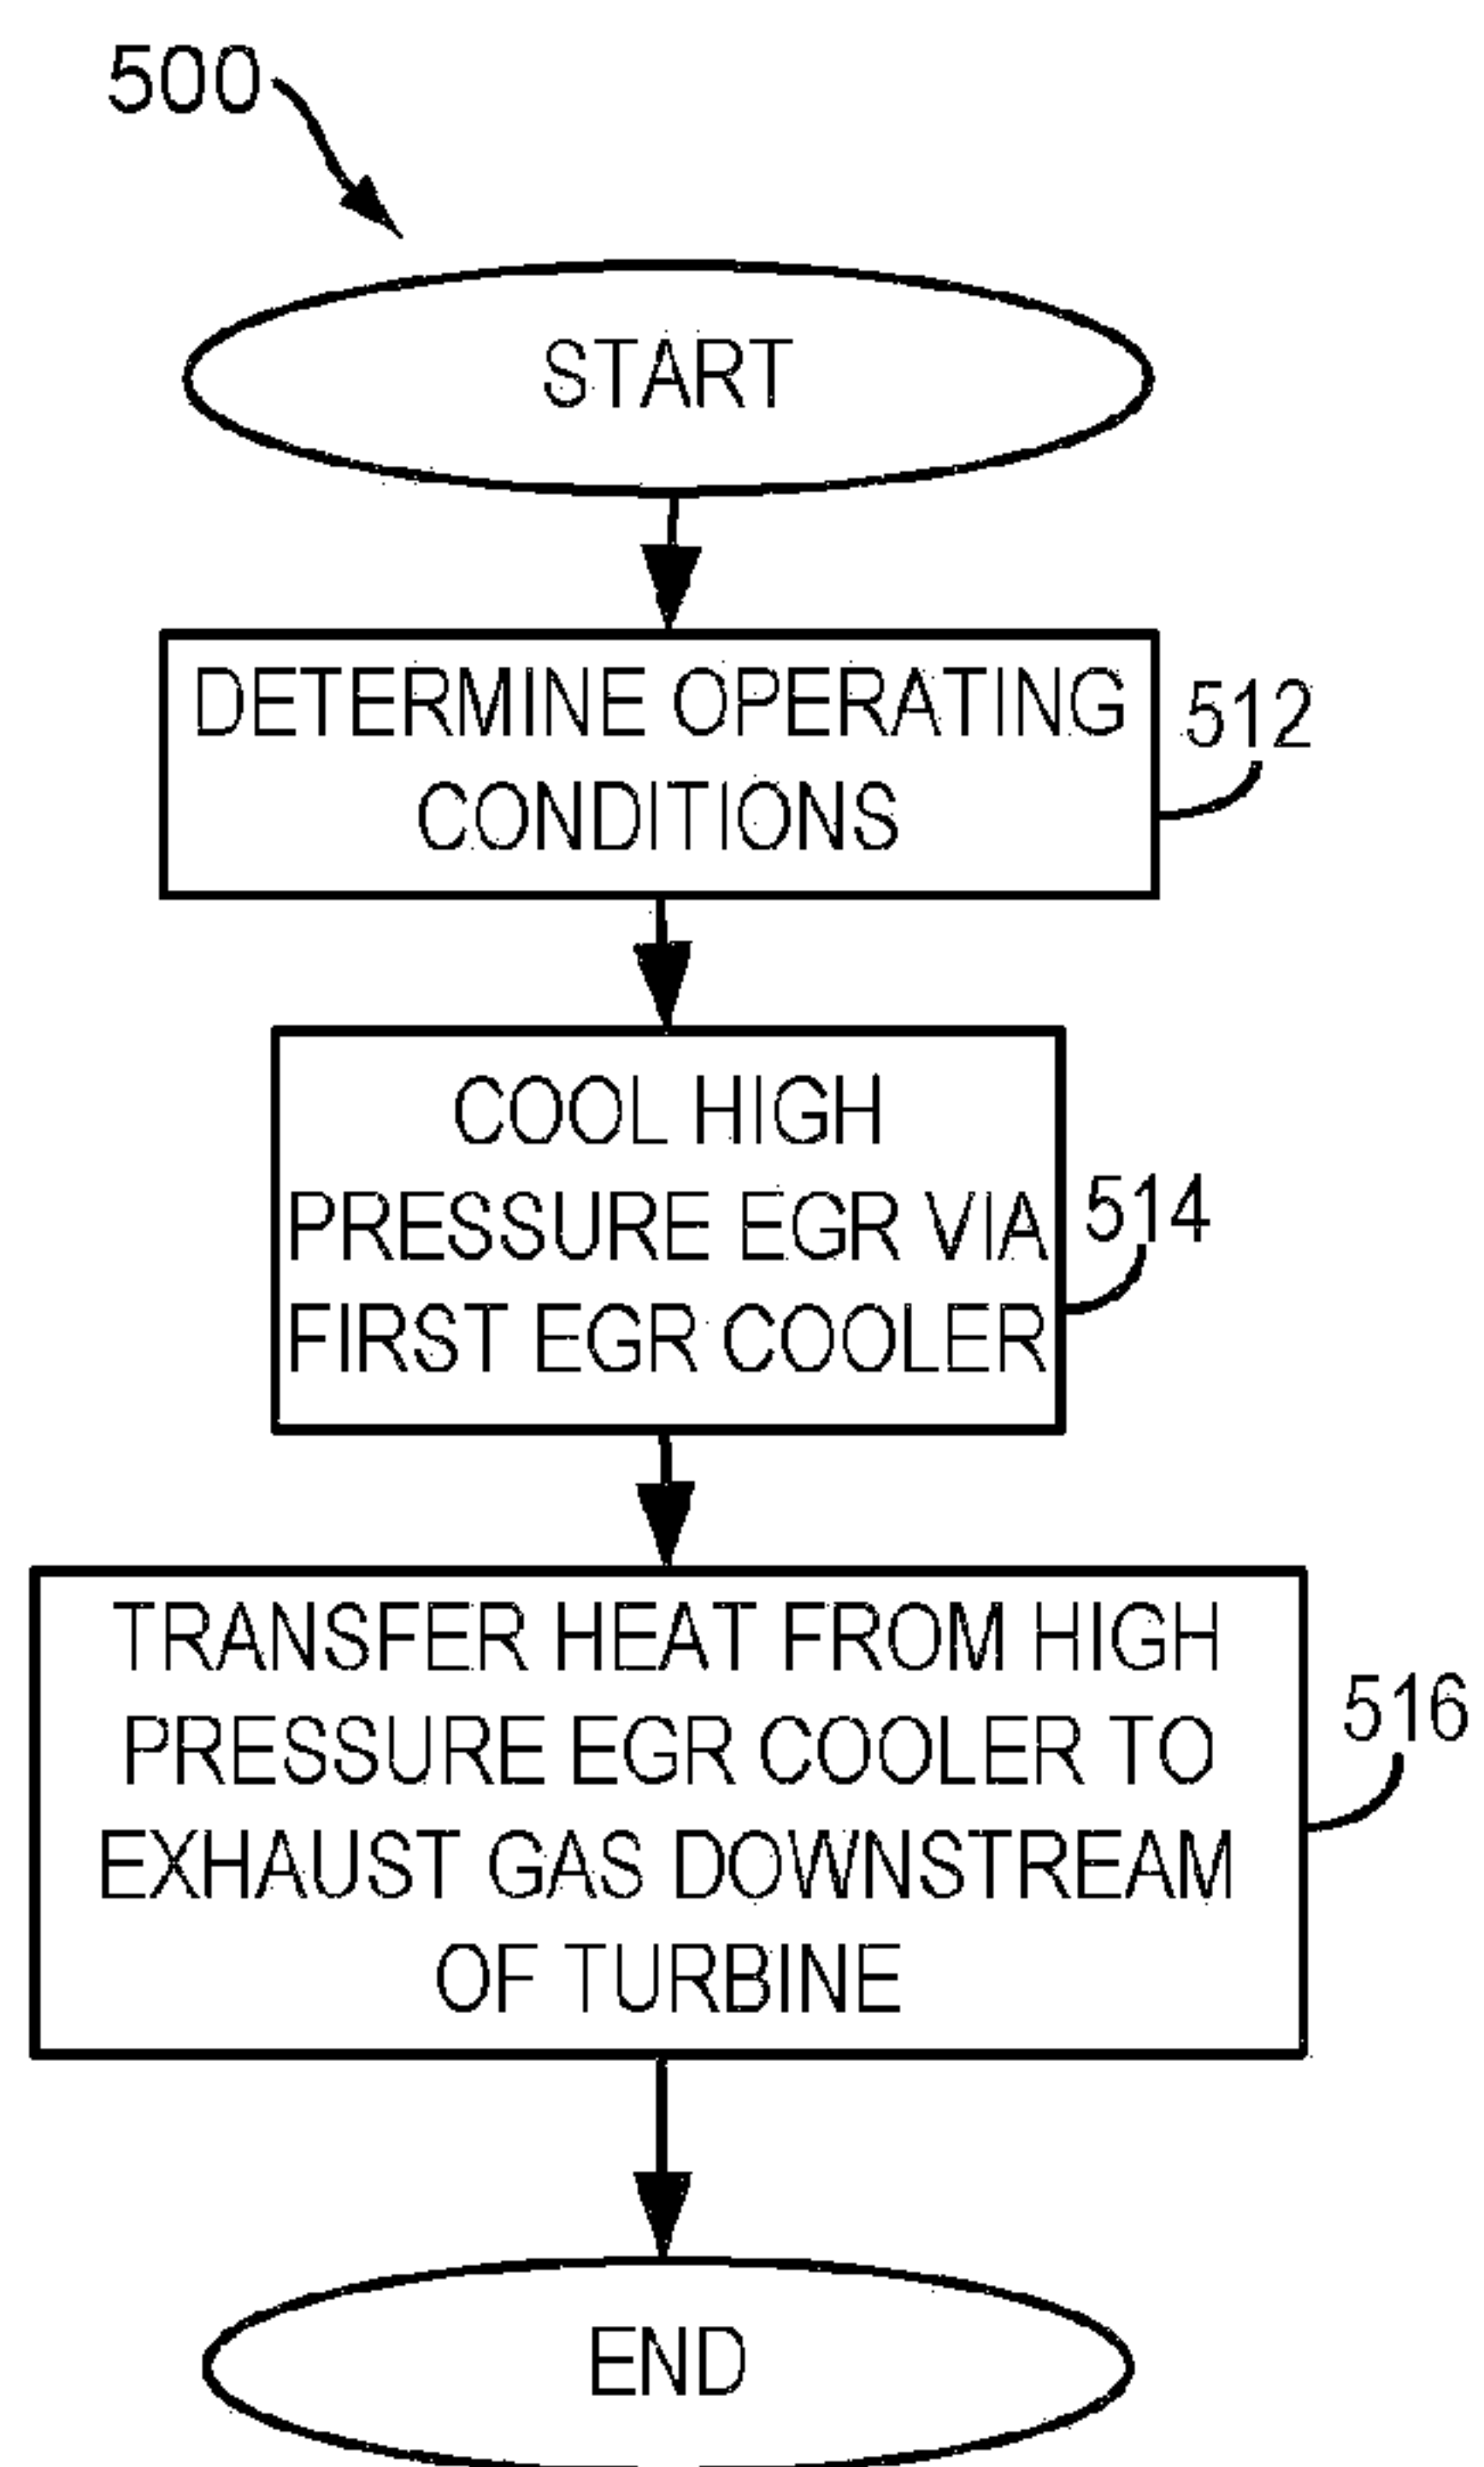 500
START
DETERMINE OPERATING
CONDITIONS
512
COOL HIGH
PRESSURE EGR VIA
FIRST EGR COOLER
514
TRANSFER HEAT FROM HIGH
PRESSURE EGR COOLER TO
EXHAUST GAS DOWNSTREAM
OF TURBINE
516
END